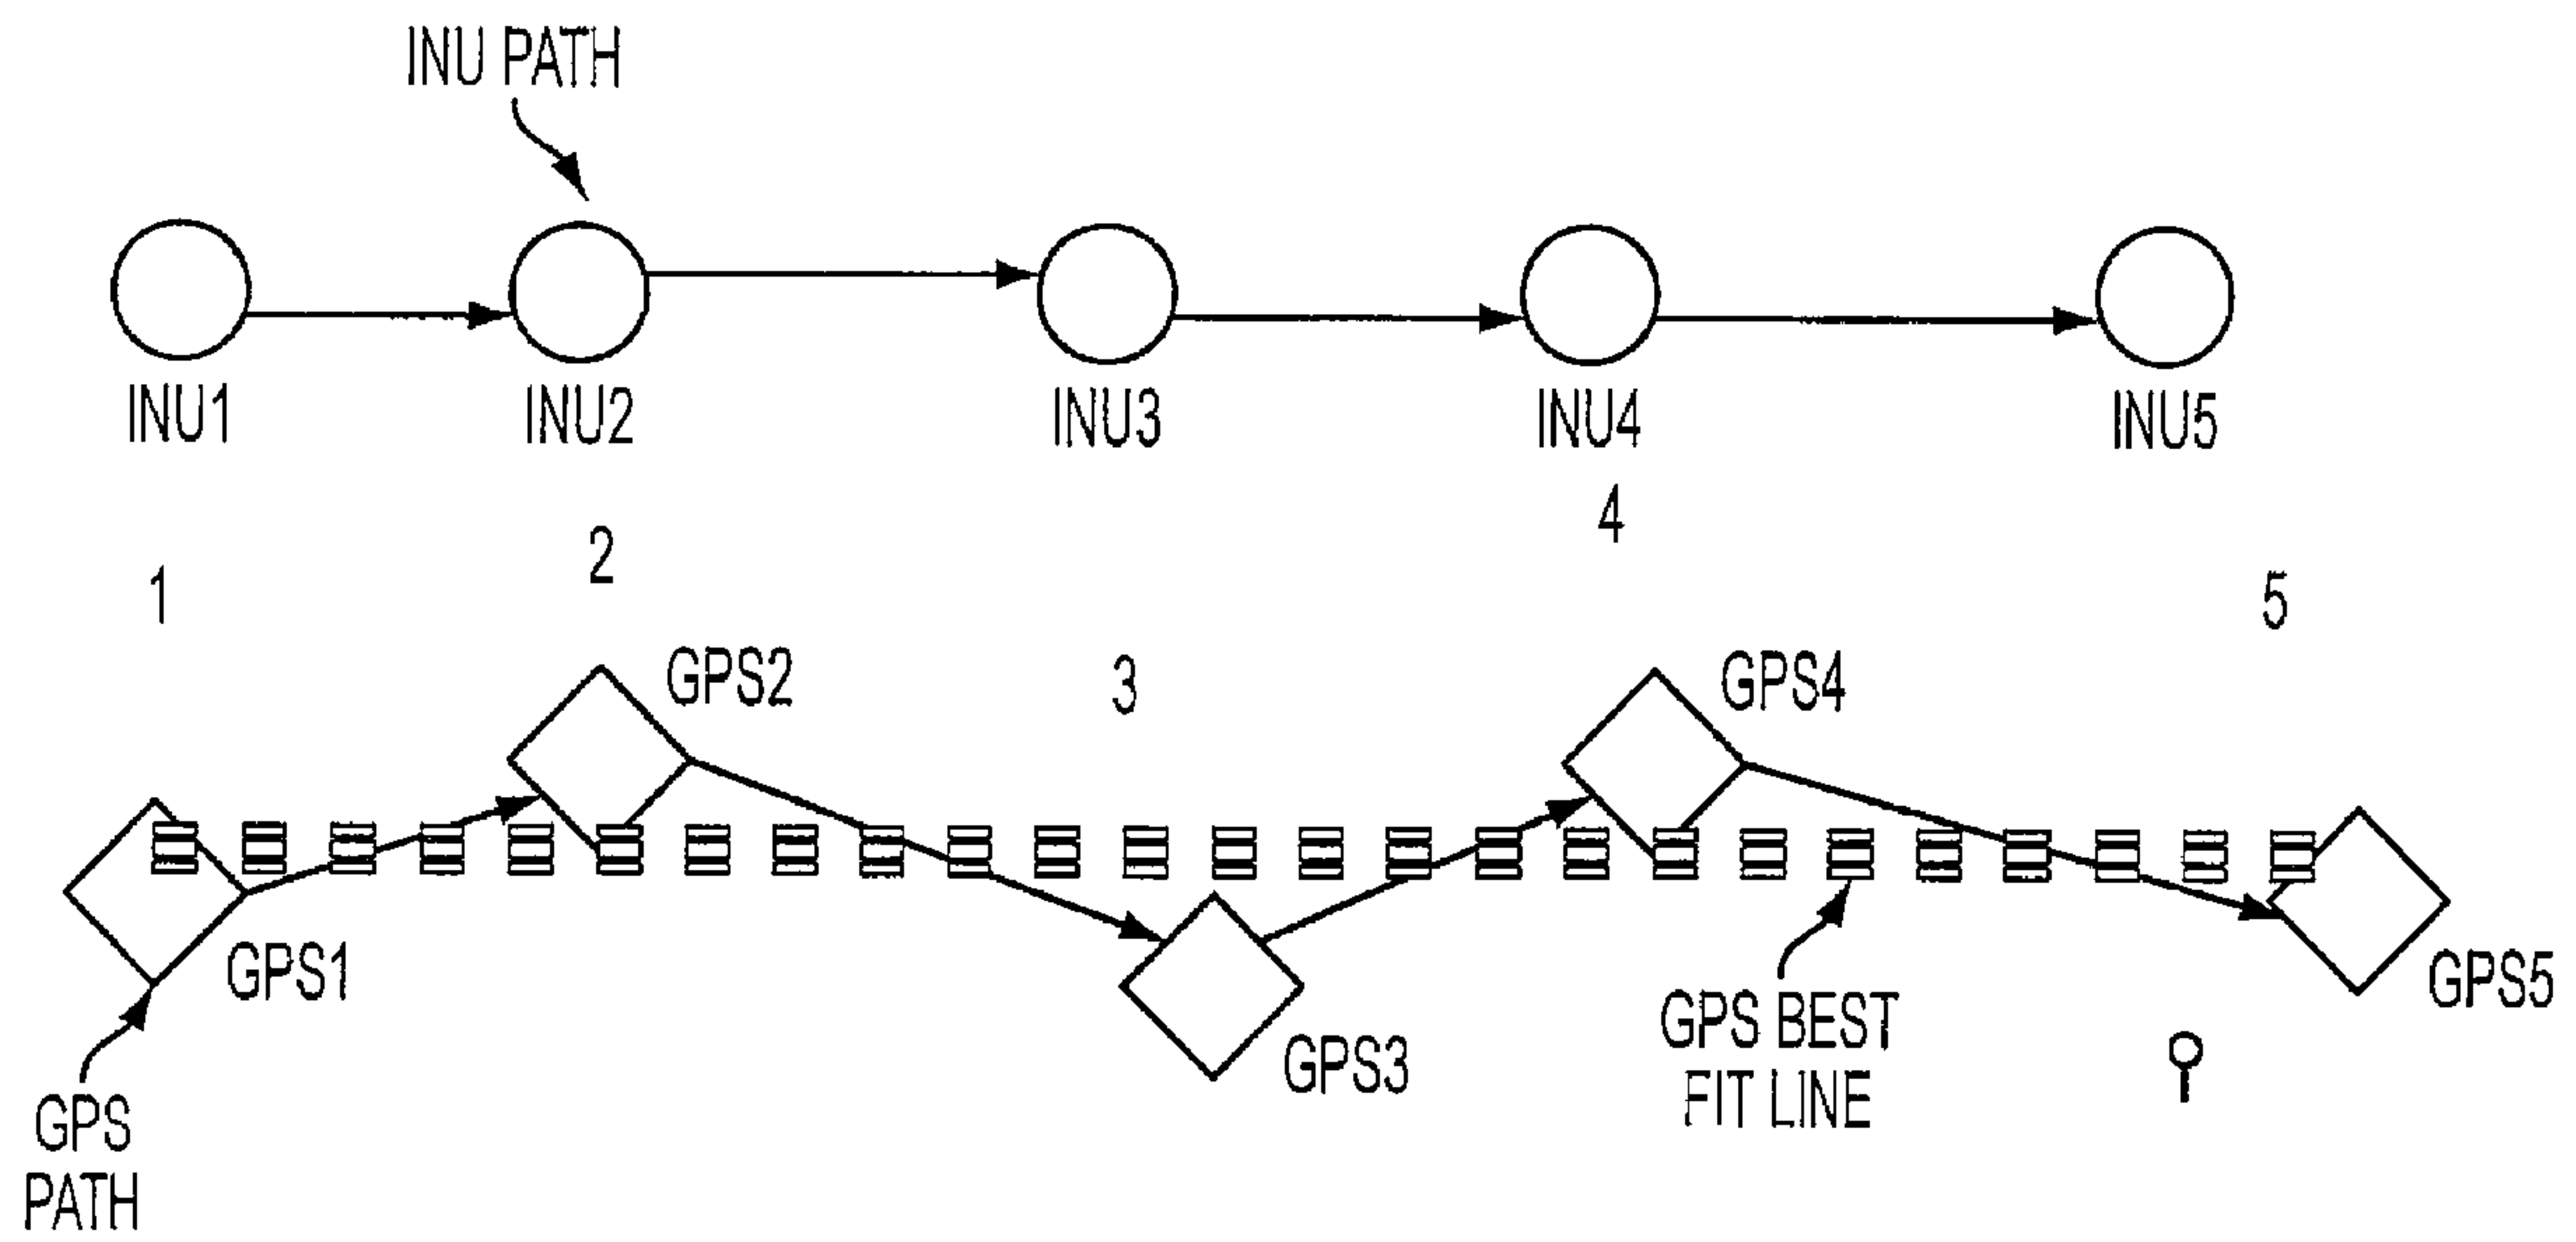 INU PATH
INU1
INU2
INU3
INU4
INU5
1
2
3
4
5
GPS1
GPS2
GPS3
GPS4
GPS5
GPS
PATH
GPS BEST
FIT LINE